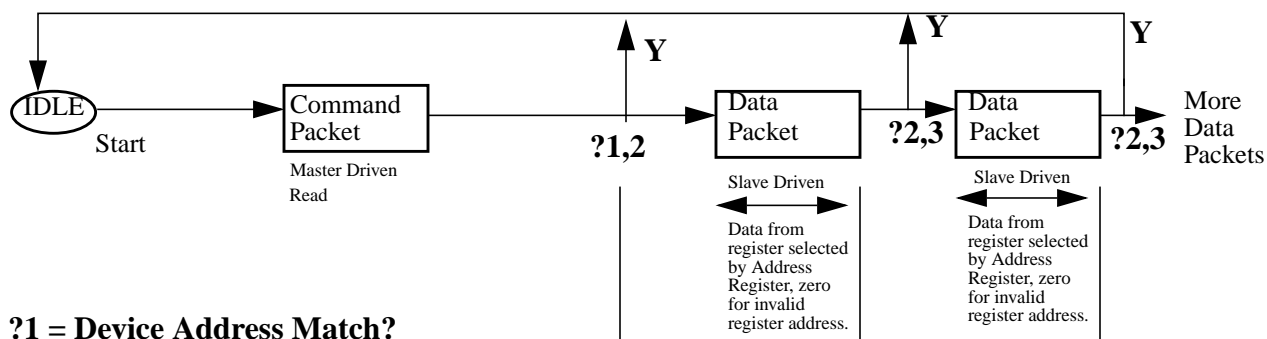 Y
Y
Y
IDLE
Start
Command
Packet
Master Driven
Read
?1,2
Data
Packet
?2,3
Slave Driven
Data from
register selected
by Address
Register, zero
for invalid
register address.
Data
Packet
?2,3
Slave Driven
Data from
register selected
by Address
Register, zero
for invalid
register address.
More
Data
Packets
?1 = Device Address Match?